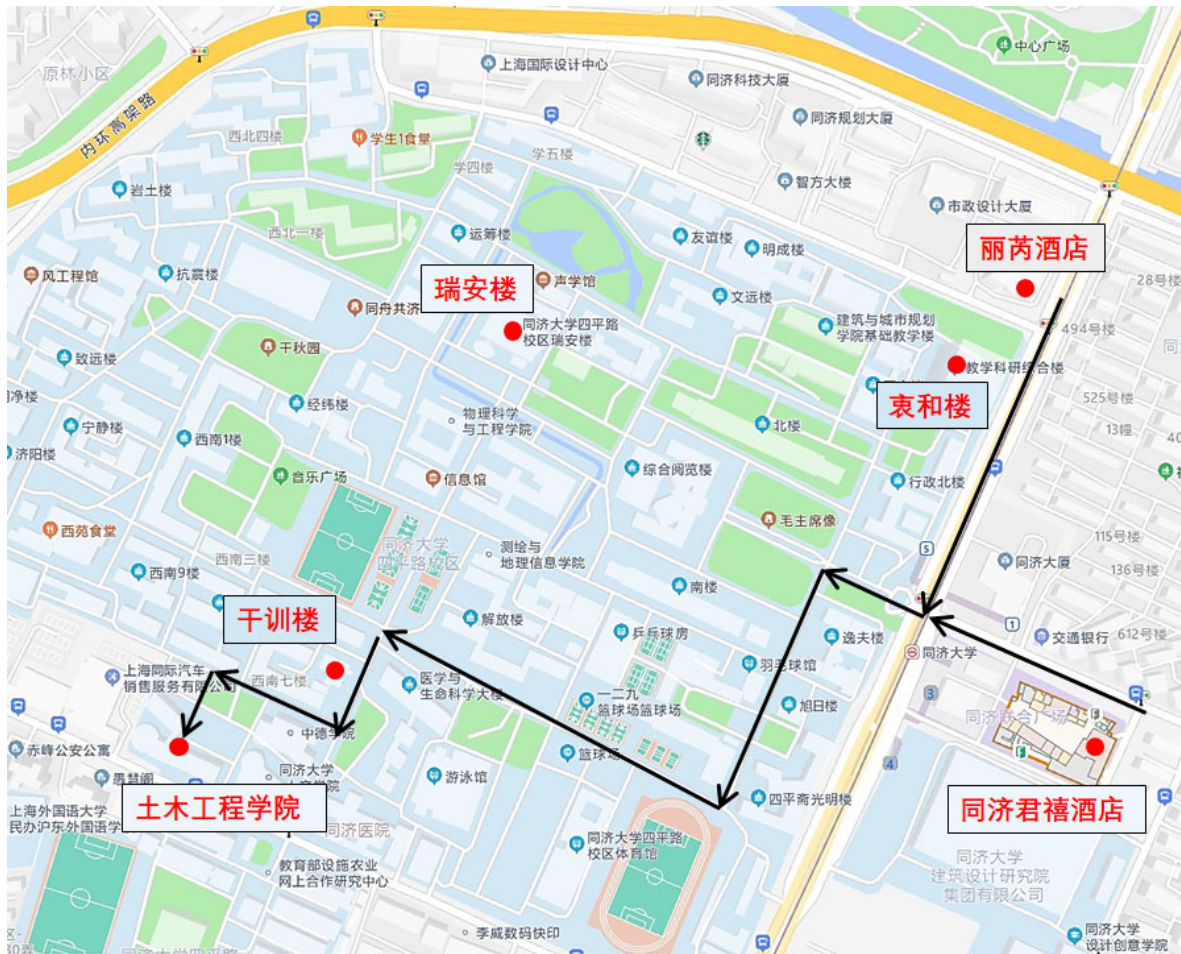 中心广场
上海国际设计中心
同济科技大厦
原林小区
内环高架路
同济规划大厦
西北四楼
学生1食堂
学五楼
学四楼
智方大楼
岩土楼
市政设计大厦
西北一楼
运筹楼
友谊楼
明成楼
丽芮酒店
风工程馆
抗震楼
瑞安楼
声学馆
28号楼
文远楼
同舟共济
同济大学四平路
校区瑞安楼
建筑与城市规划
学院基础教学楼
494号楼
干秋园
致远楼
教学科研综合楼
衷和楼
525号楼
经纬楼
物理科学
与工程学院
宁静楼
西南1楼
北楼
13幢
济阳楼
音乐广场
信息馆
综合阅览楼
行政北楼
西苑食堂
毛主席像
115号楼
同济大学
四平路校区
测绘与
地理信息学院
5
西南三楼
同济大厦
136号楼
西南9楼
南楼
干训楼
解放楼
乒乓球房
逸夫楼
1
交通银行
612号楼
同济大学
上海同际汽车
销售服务有限公司
西南七楼
医学与
生命科学大楼
羽毛球馆
一二九
篮球场篮球场
旭日楼
3
同济联合广场
中德学院
赤峰公安公寓
篮球场
4
愚慧阁
同济大学
游泳馆
四平斋光明楼
土木工程学院
同济君禧酒店
上海外国语大学
民办沪东外国语学
同济医院
同济大学四平路
校区体育馆
教育部设施农业
网上合作研究中心
同济大学
建筑设计研究院
集团有限公司
李威数码快印
同济大学
设计创意学院